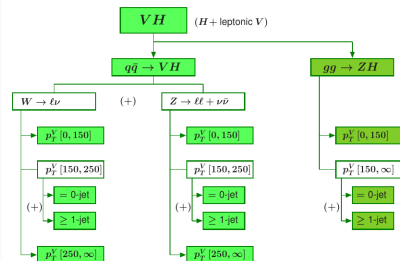 VH (H + leptonic V)
qq̄ → VH gg → ZH
W → ℓν (+) Z → ℓℓ + νν̄
p_T^V [0, 150] p_T^V [0, 150] p_T^V [0, 150]
p_T^V [150, 250] p_T^V [150, 250] p_T^V [150, ∞]
= 0-jet = 0-jet = 0-jet
(+) (+) (+)
≥ 1-jet ≥ 1-jet ≥ 1-jet
p_T^V [250, ∞] p_T^V [250, ∞]